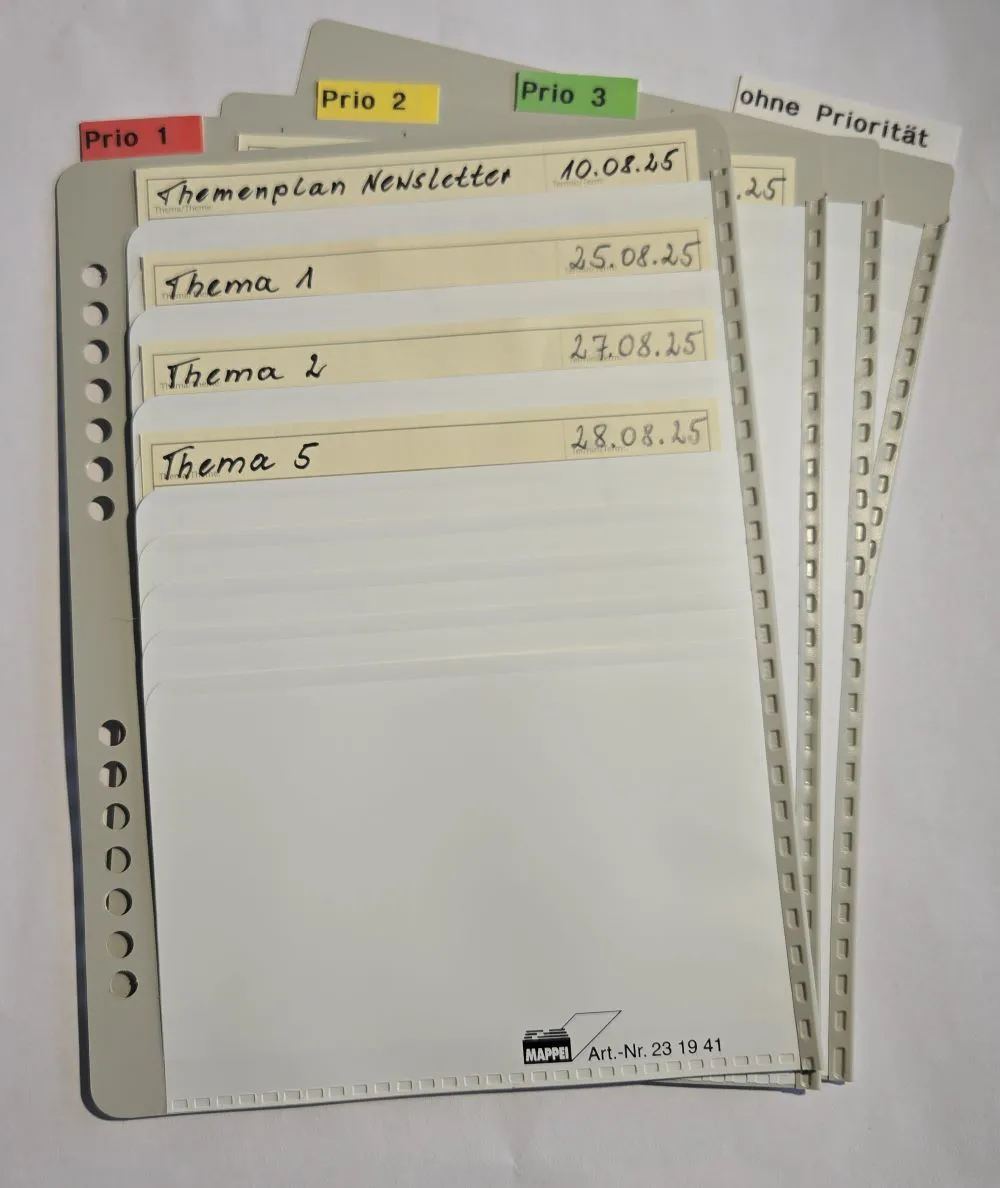 Prio 1
Prio 2
Prio 3
ohne Priorität
Themenplan Newsletter 10.08.25
.25
Thema 1 25.08.25
Thema 2 27.08.25
Thema 5 28.08.25
MAPPEI Art.-Nr. 23 19 41